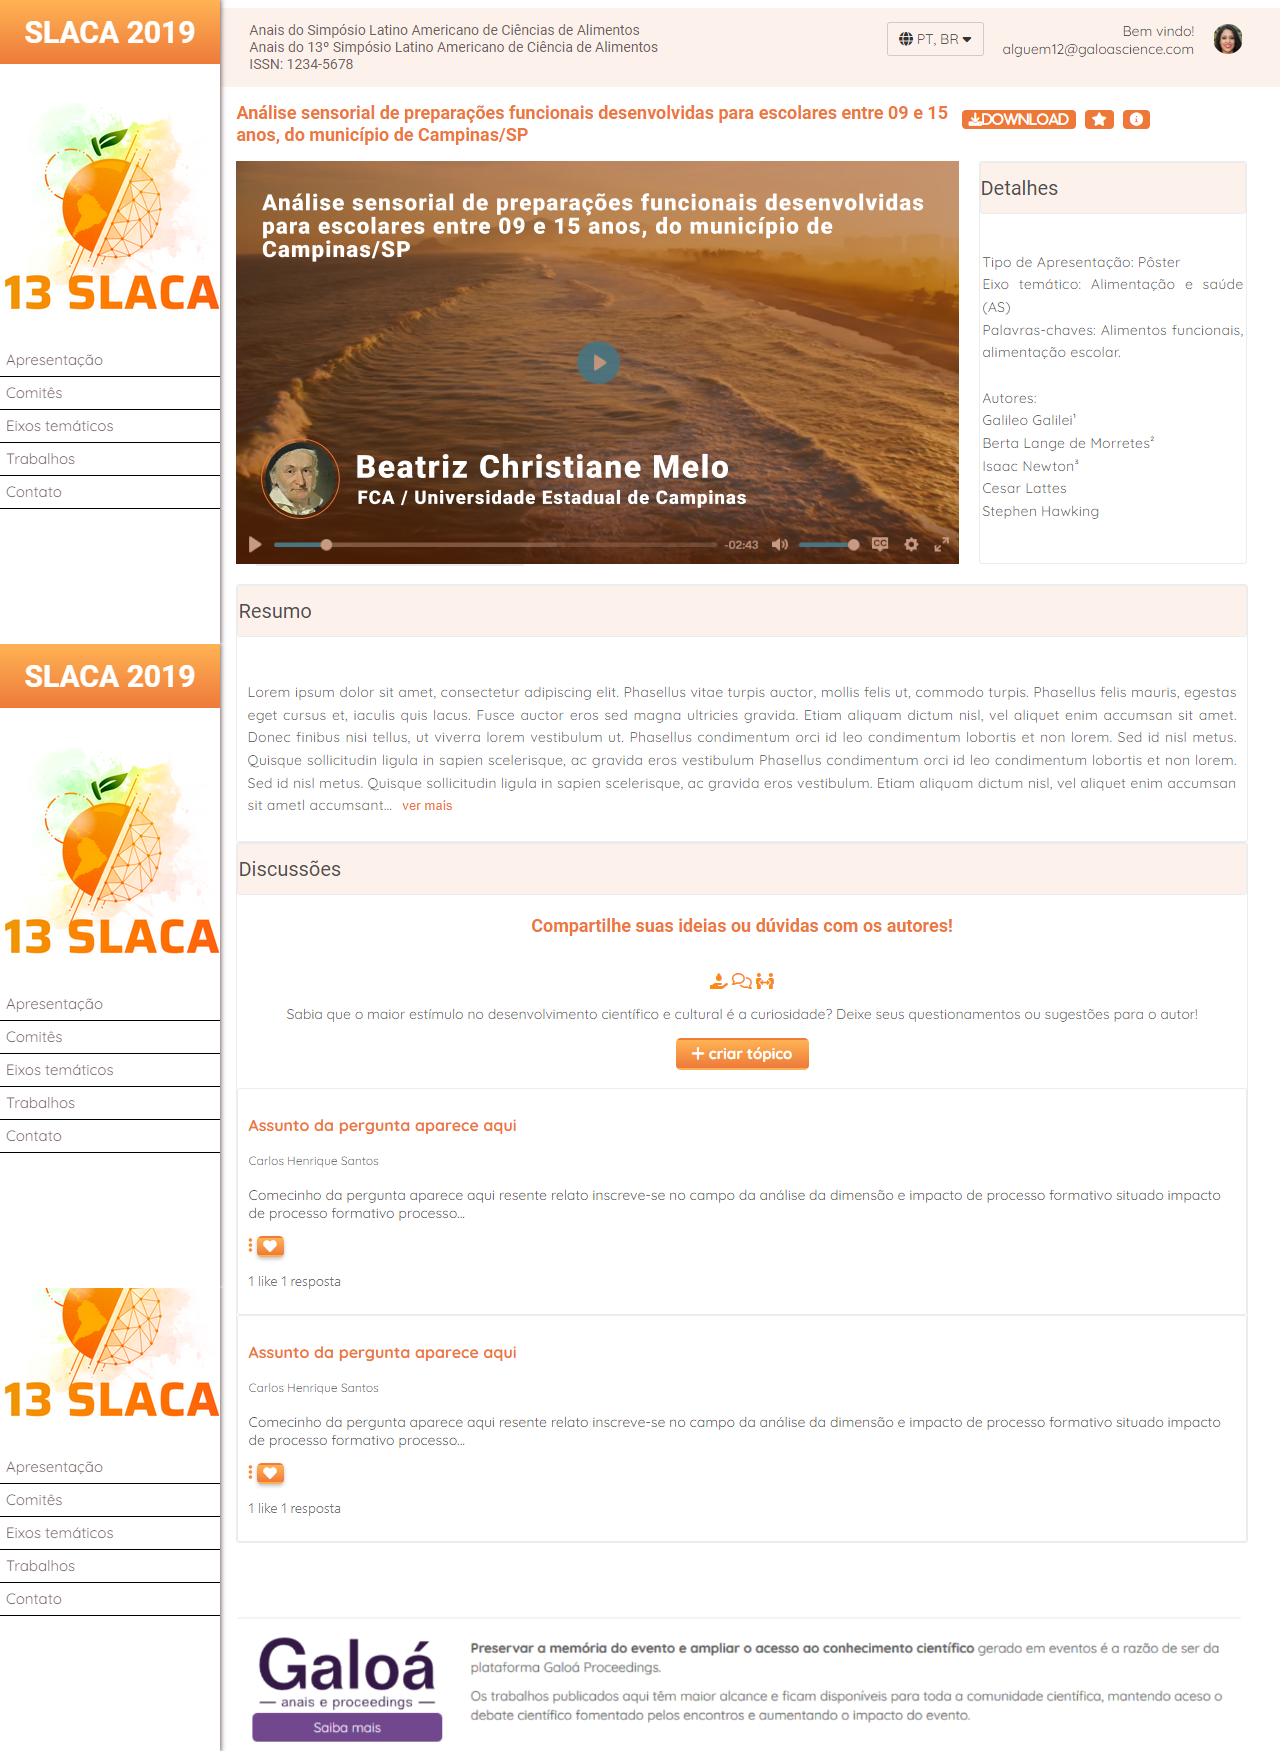 SLACA 2019
Anais do Simpósio Latino Americano de Ciências de Alimentos
Anais do 13º Simpósio Latino Americano de Ciência de Alimentos
ISSN: 1234-5678
PT, BR
Bem vindo!
alguem12@galoascience.com
13 SLACA
Apresentação
Comitês
Eixos temáticos
Trabalhos
Contato
Análise sensorial de preparações funcionais desenvolvidas para escolares entre 09 e 15
anos, do município de Campinas/SP
DOWNLOAD
Análise sensorial de preparações funcionais desenvolvidas
para escolares entre 09 e 15 anos, do município de
Campinas/SP
Beatriz Christiane Melo
FCA / Universidade Estadual de Campinas
-02:43
CC
Detalhes
Tipo de Apresentação: Pôster
Eixo temático: Alimentação e saúde
(AS)
Palavras-chaves: Alimentos funcionais,
alimentação escolar.
Autores:
Galileo Galilei¹
Berta Lange de Morretes²
Isaac Newton³
Cesar Lattes
Stephen Hawking
Resumo
Lorem ipsum dolor sit amet, consectetur adipiscing elit. Phasellus vitae turpis auctor, mollis felis ut, commodo turpis. Phasellus felis mauris, egestas
eget cursus et, iaculis quis lacus. Fusce auctor eros sed magna ultricies gravida. Etiam aliquam dictum nisl, vel aliquet enim accumsan sit amet.
Donec finibus nisi tellus, ut viverra lorem vestibulum ut. Phasellus condimentum orci id leo condimentum lobortis et non lorem. Sed id nisl metus.
Quisque sollicitudin ligula in sapien scelerisque, ac gravida eros vestibulum Phasellus condimentum orci id leo condimentum lobortis et non lorem.
Sed id nisl metus. Quisque sollicitudin ligula in sapien scelerisque, ac gravida eros vestibulum. Etiam aliquam dictum nisl, vel aliquet enim accumsan
sit ametl accumsant... ver mais
SLACA 2019
13 SLACA
Apresentação
Comitês
Eixos temáticos
Trabalhos
Contato
Discussões
Compartilhe suas ideias ou dúvidas com os autores!
Sabia que o maior estímulo no desenvolvimento científico e cultural é a curiosidade? Deixe seus questionamentos ou sugestões para o autor!
+ criar tópico
Assunto da pergunta aparece aqui
Carlos Henrique Santos
Comecinho da pergunta aparece aqui resente relato inscreve-se no campo da análise da dimensão e impacto de processo formativo situado impacto
de processo formativo processo...
1 like 1 resposta
Assunto da pergunta aparece aqui
Carlos Henrique Santos
Comecinho da pergunta aparece aqui resente relato inscreve-se no campo da análise da dimensão e impacto de processo formativo situado impacto
de processo formativo processo...
1 like 1 resposta
13 SLACA
Apresentação
Comitês
Eixos temáticos
Trabalhos
Contato
Galoá
anais e proceedings
Saiba mais
Preservar a memória do evento e ampliar o acesso ao conhecimento científico gerado em eventos é a razão de ser da
plataforma Galoá Proceedings.
Os trabalhos publicados aqui têm maior alcance e ficam disponíveis para toda a comunidade científica, mantendo aceso o
debate científico fomentado pelos encontros e aumentando o impacto do evento.